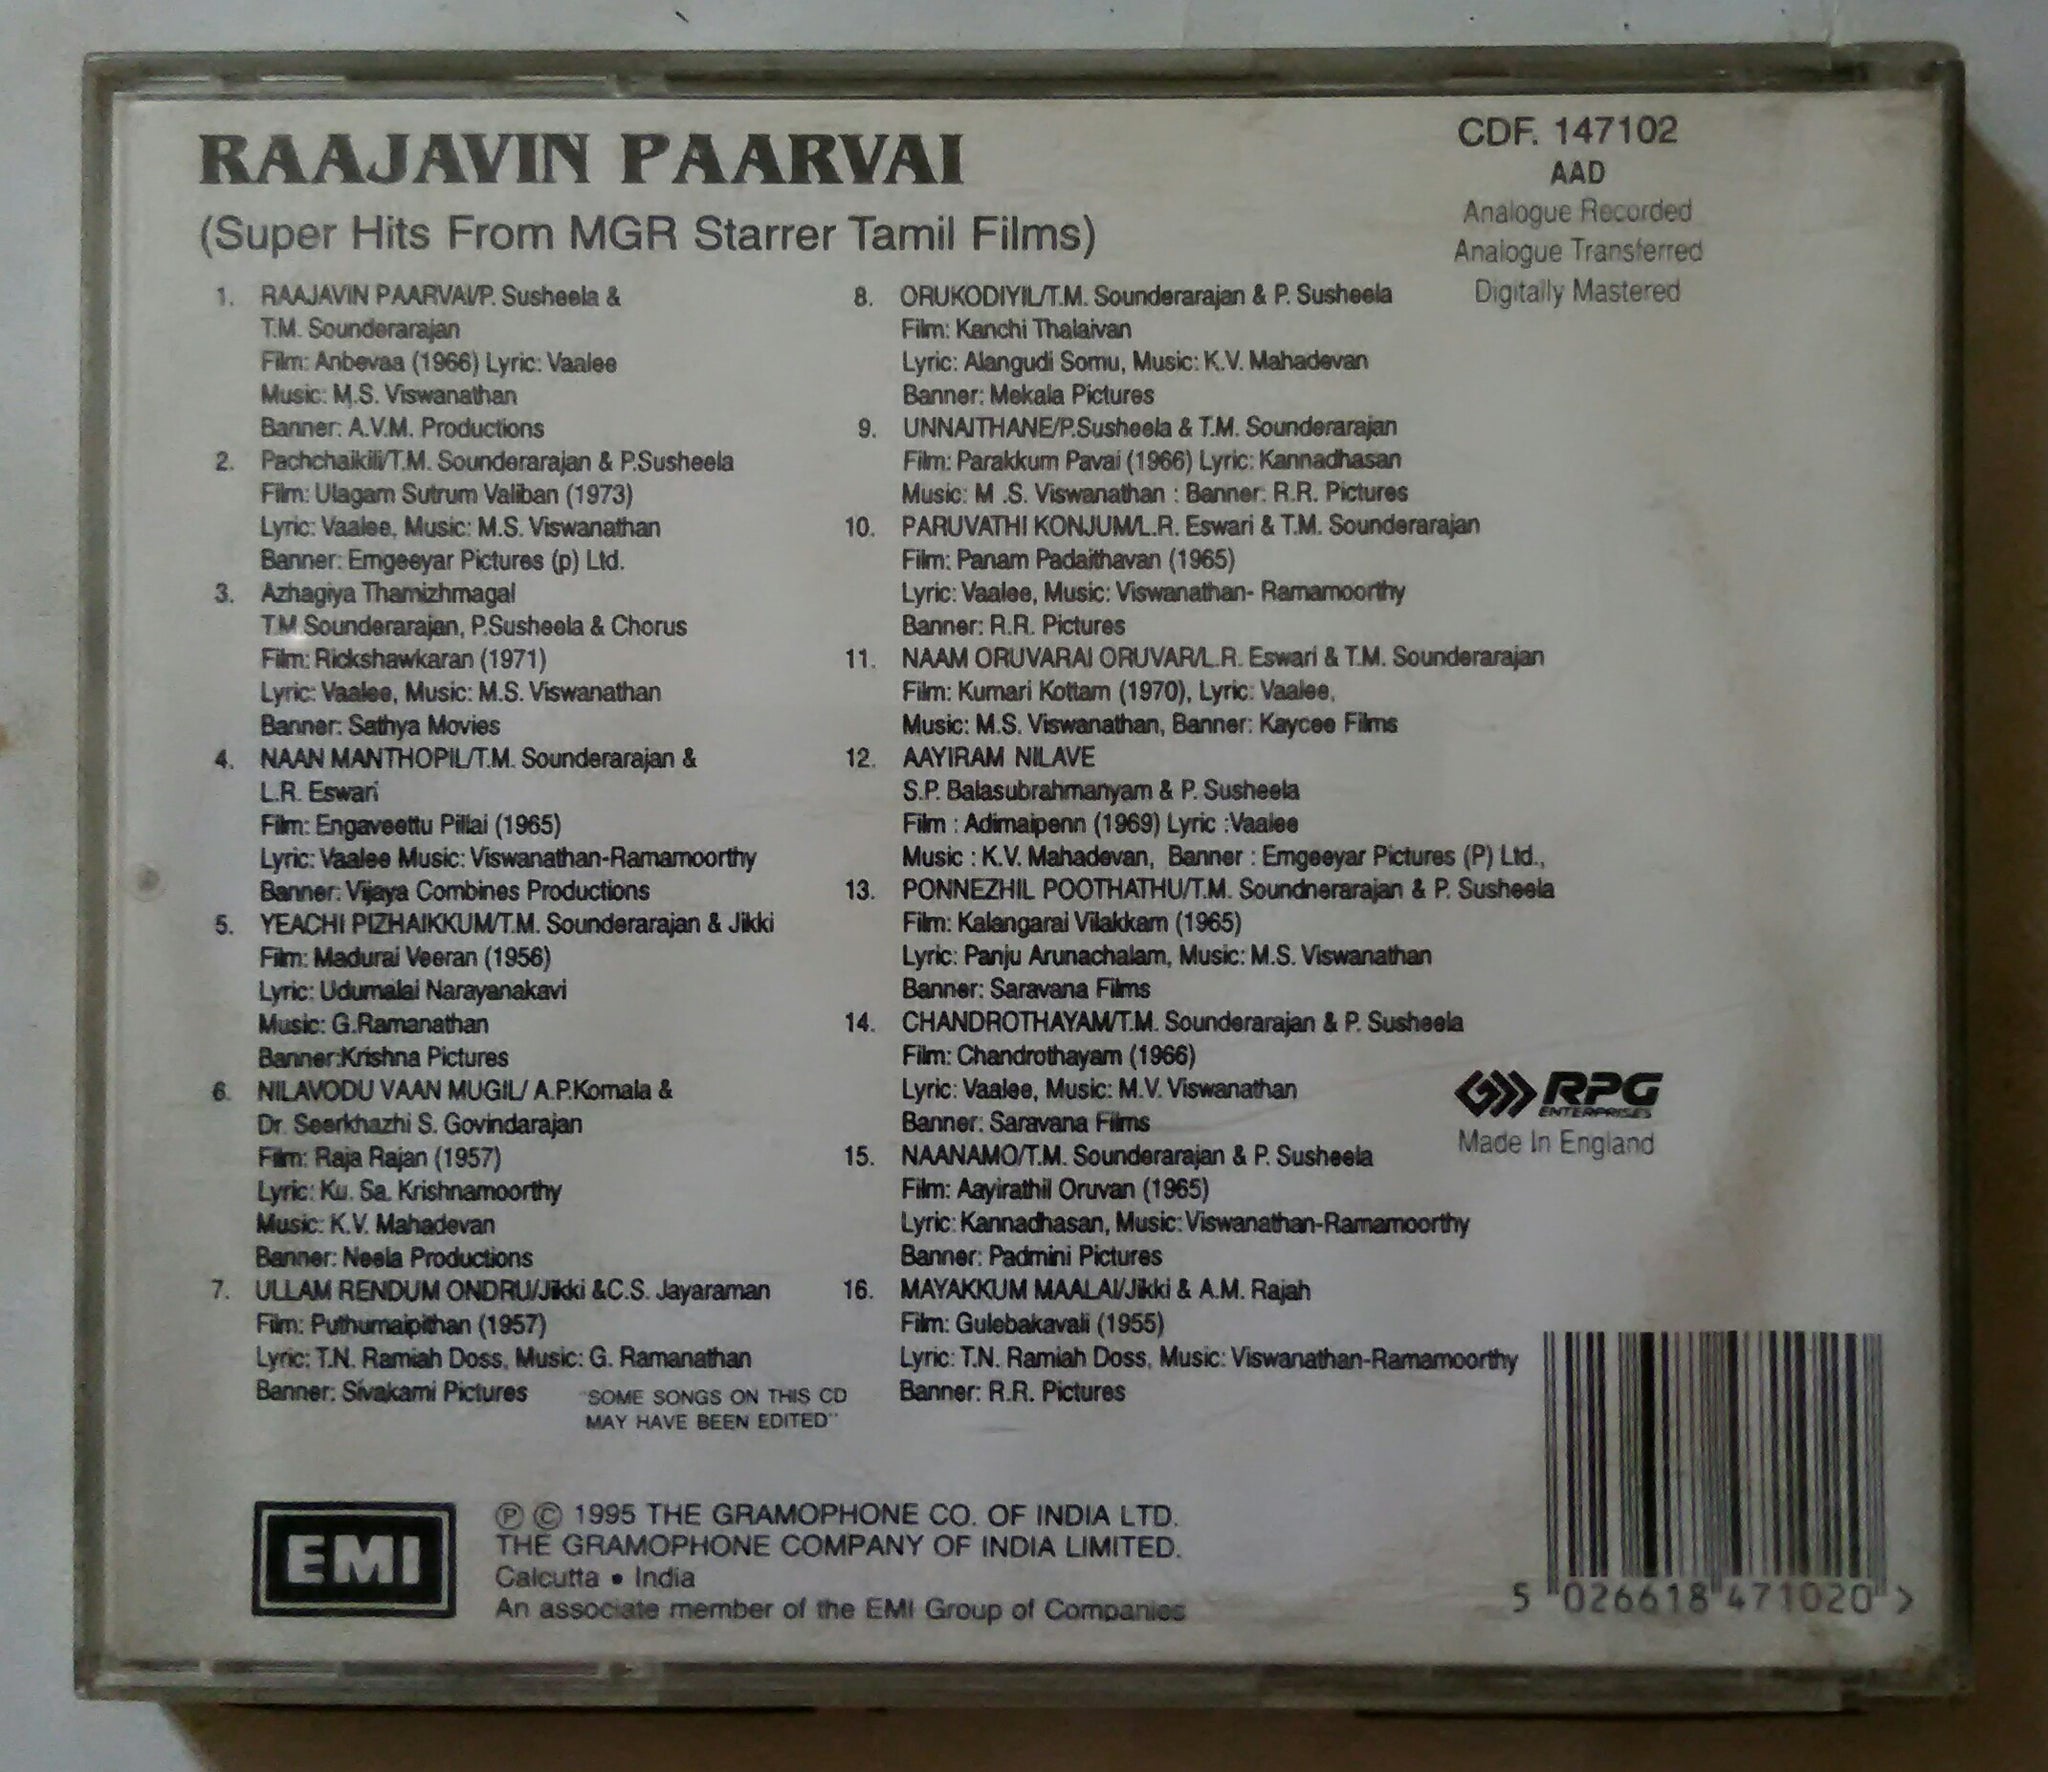 RAAJAVIN PAARVAI
(Super Hits From MGR Starrer Tamil Films)
CDF. 147102
AAD
Analogue Recorded
Analogue Transferred
Digitally Mastered
1. RAAJAVIN PAARVAI/P. Susheela &
T.M. Sounderarajan
Film: Anbevaa (1966) Lyric: Vaalee
Music: M.S. Viswanathan
Banner: A.V.M. Productions
2. Pachchaikili/T.M. Sounderarajan & P.Susheela
Film: Ulagam Sutrum Valiban (1973)
Lyric: Vaalee, Music: M.S. Viswanathan
Banner: Emgeeyar Pictures (p) Ltd.
3. Azhagiya Thamizhmagal
T.M.Sounderarajan, P.Susheela & Chorus
Film: Rickshawkaran (1971)
Lyric: Vaalee, Music: M.S. Viswanathan
Banner: Sathya Movies
4. NAAN MANTHOPIL/T.M. Sounderarajan &
L.R. Eswari
Film: Engaveettu Pillai (1965)
Lyric: Vaalee Music: Viswanathan-Ramamoorthy
Banner: Vijaya Combines Productions
5. YEACHI PIZHAIKKUM/T.M. Sounderarajan & Jikki
Film: Madurai Veeran (1956)
Lyric: Udumalai Narayanakavi
Music: G.Ramanathan
Banner:Krishna Pictures
6. NILAVODU VAAN MUGIL/ A.P.Komala &
Dr. Seerkhazhi S. Govindarajan
Film: Raja Rajan (1957)
Lyric: Ku. Sa. Krishnamoorthy
Music: K.V. Mahadevan
Banner: Neela Productions
7. ULLAM RENDUM ONDRU/Jikki &C.S. Jayaraman
Film: Puthumaipithan (1957)
Lyric: T.N. Ramiah Doss, Music: G. Ramanathan
Banner: Sivakami Pictures
"SOME SONGS ON THIS CD
MAY HAVE BEEN EDITED"
8. ORUKODIYIL/T.M. Sounderarajan & P. Susheela
Film: Kanchi Thalaivan
Lyric: Alangudi Somu, Music: K.V. Mahadevan
Banner: Mekala Pictures
9. UNNAITHANE/P.Susheela & T.M. Sounderarajan
Film: Parakkum Pavai (1966) Lyric: Kannadhasan
Music: M .S. Viswanathan : Banner: R.R. Pictures
10. PARUVATHI KONJUM/L.R. Eswari & T.M. Sounderarajan
Film: Panam Padaithavan (1965)
Lyric: Vaalee, Music: Viswanathan- Ramamoorthy
Banner: R.R. Pictures
11. NAAM ORUVARAI ORUVAR/L.R. Eswari & T.M. Sounderarajan
Film: Kumari Kottam (1970), Lyric: Vaalee,
Music: M.S. Viswanathan, Banner: Kaycee Films
12. AAYIRAM NILAVE
S.P. Balasubrahmanyam & P. Susheela
Film : Adimaipenn (1969) Lyric :Vaalee
Music : K.V. Mahadevan, Banner : Emgeeyar Pictures (P) Ltd.,
13. PONNEZHIL POOTHATHU/T.M. Soundnerarajan & P. Susheela
Film: Kalangarai Vilakkam (1965)
Lyric: Panju Arunachalam, Music: M.S. Viswanathan
Banner: Saravana Films
14. CHANDROTHAYAM/T.M. Sounderarajan & P. Susheela
Film: Chandrothayam (1966)
Lyric: Vaalee, Music: M.V. Viswanathan
Banner: Saravana Films
15. NAANAMO/T.M. Sounderarajan & P. Susheela
Film: Aayirathil Oruvan (1965)
Lyric: Kannadhasan, Music: Viswanathan-Ramamoorthy
Banner: Padmini Pictures
16. MAYAKKUM MAALAI/Jikki & A.M. Rajah
Film: Gulebakavali (1955)
Lyric: T.N. Ramiah Doss, Music: Viswanathan-Ramamoorthy
Banner: R.R. Pictures
RPG
ENTERPRISES
Made In England
EMI
℗ © 1995 THE GRAMOPHONE CO. OF INDIA LTD.
THE GRAMOPHONE COMPANY OF INDIA LIMITED.
Calcutta • India
An associate member of the EMI Group of Companies
5 026618 471020 >